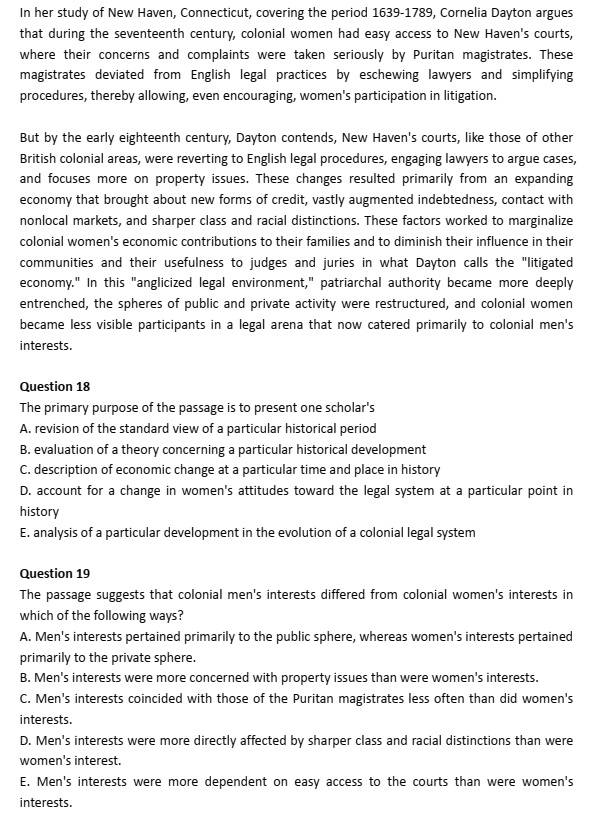 In her study of New Haven, Connecticut, covering the period 1639-1789, Cornelia Dayton argues
that during the seventeenth century, colonial women had easy access to New Haven's courts,
where their concerns and complaints were taken seriously by Puritan magistrates. These
magistrates deviated from English legal practices by eschewing lawyers and simplifying
procedures, thereby allowing, even encouraging, women's participation in litigation.
But by the early eighteenth century, Dayton contends, New Haven's courts, like those of other
British colonial areas, were reverting to English legal procedures, engaging lawyers to argue cases,
and focuses more on property issues. These changes resulted primarily from an expanding
economy that brought about new forms of credit, vastly augmented indebtedness, contact with
nonlocal markets, and sharper class and racial distinctions. These factors worked to marginalize
colonial women's economic contributions to their families and to diminish their influence in their
communities and their usefulness to judges and juries in what Dayton calls the "litigated
economy." In this "anglicized legal environment," patriarchal authority became more deeply
entrenched, the spheres of public and private activity were restructured, and colonial women
became less visible participants in a legal arena that now catered primarily to colonial men's
interests.
Question 18
The primary purpose of the passage is to present one scholar's
A. revision of the standard view of a particular historical period
B. evaluation of a theory concerning a particular historical development
C. description of economic change at a particular time and place in history
D. account for a change in women's attitudes toward the legal system at a particular point in
history
E. analysis of a particular development in the evolution of a colonial legal system
Question 19
The passage suggests that colonial men's interests differed from colonial women's interests in
which of the following ways?
A. Men's interests pertained primarily to the public sphere, whereas women's interests pertained
primarily to the private sphere.
B. Men's interests were more concerned with property issues than were women's interests.
C. Men's interests coincided with those of the Puritan magistrates less often than did women's
interests.
D. Men's interests were more directly affected by sharper class and racial distinctions than were
women's interest.
E. Men's interests were more dependent on easy access to the courts than were women's
interests.